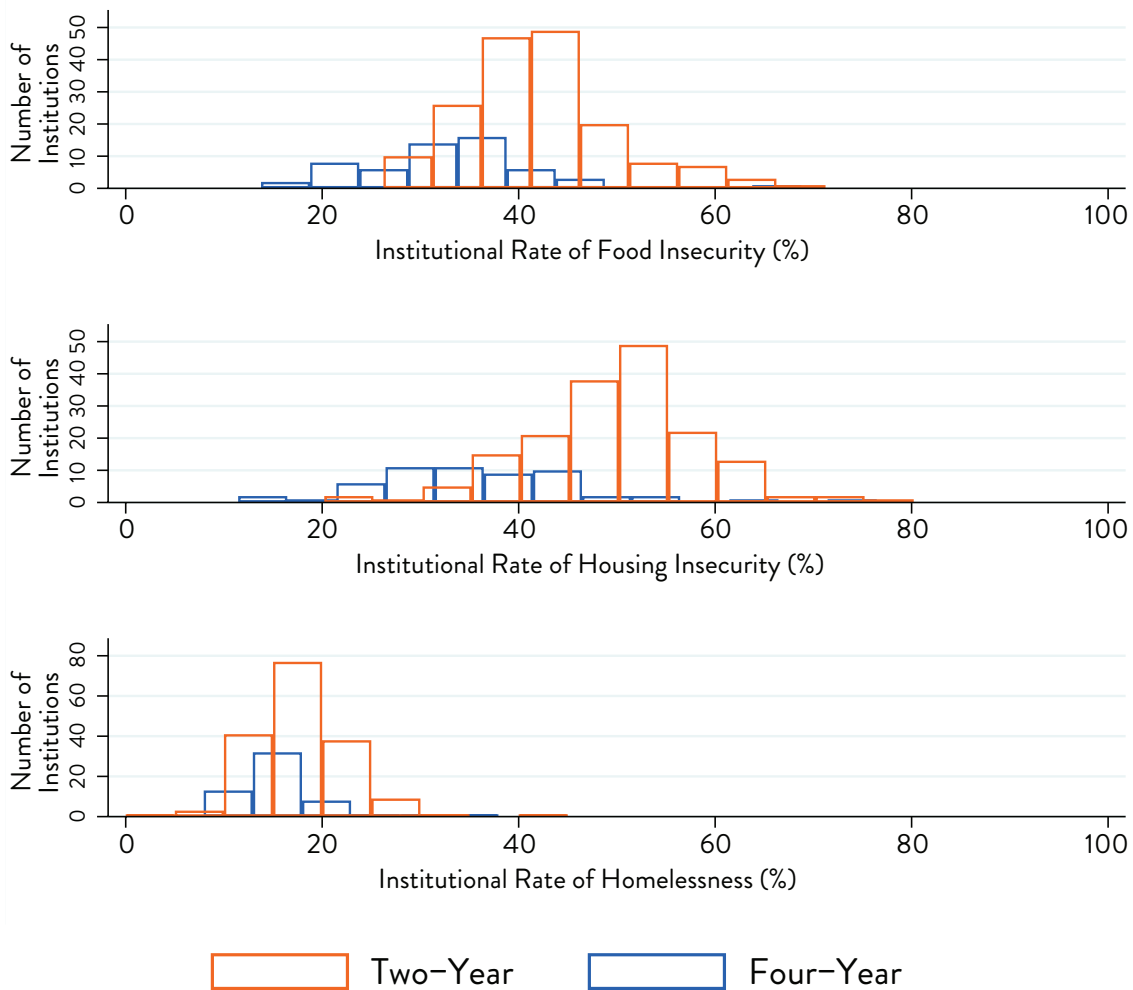 Number of
Institutions
50
40
30
20
10
0
0 20 40 60 80 100
Institutional Rate of Food Insecurity (%)
Number of
Institutions
50
40
30
20
10
0
0 20 40 60 80 100
Institutional Rate of Housing Insecurity (%)
Number of
Institutions
80
60
40
20
0
0 20 40 60 80 100
Institutional Rate of Homelessness (%)
Two–Year Four–Year